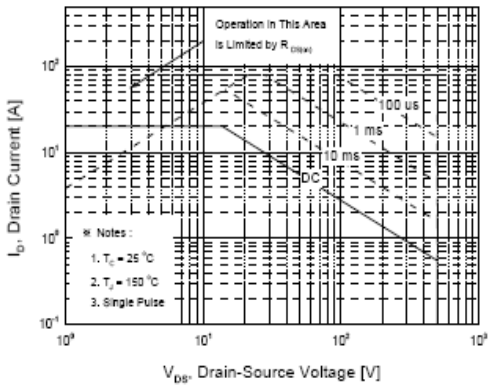 Operation in This Area
is Limited by R DS(on)
10²
10¹
10⁰
10⁻¹
I_D, Drain Current [A]
100 us
1 ms
10 ms
DC
※ Notes :
1. T_C = 25 °C
2. T_J = 150 °C
3. Single Pulse
10⁰
10¹
10²
10³
V_DS, Drain-Source Voltage [V]